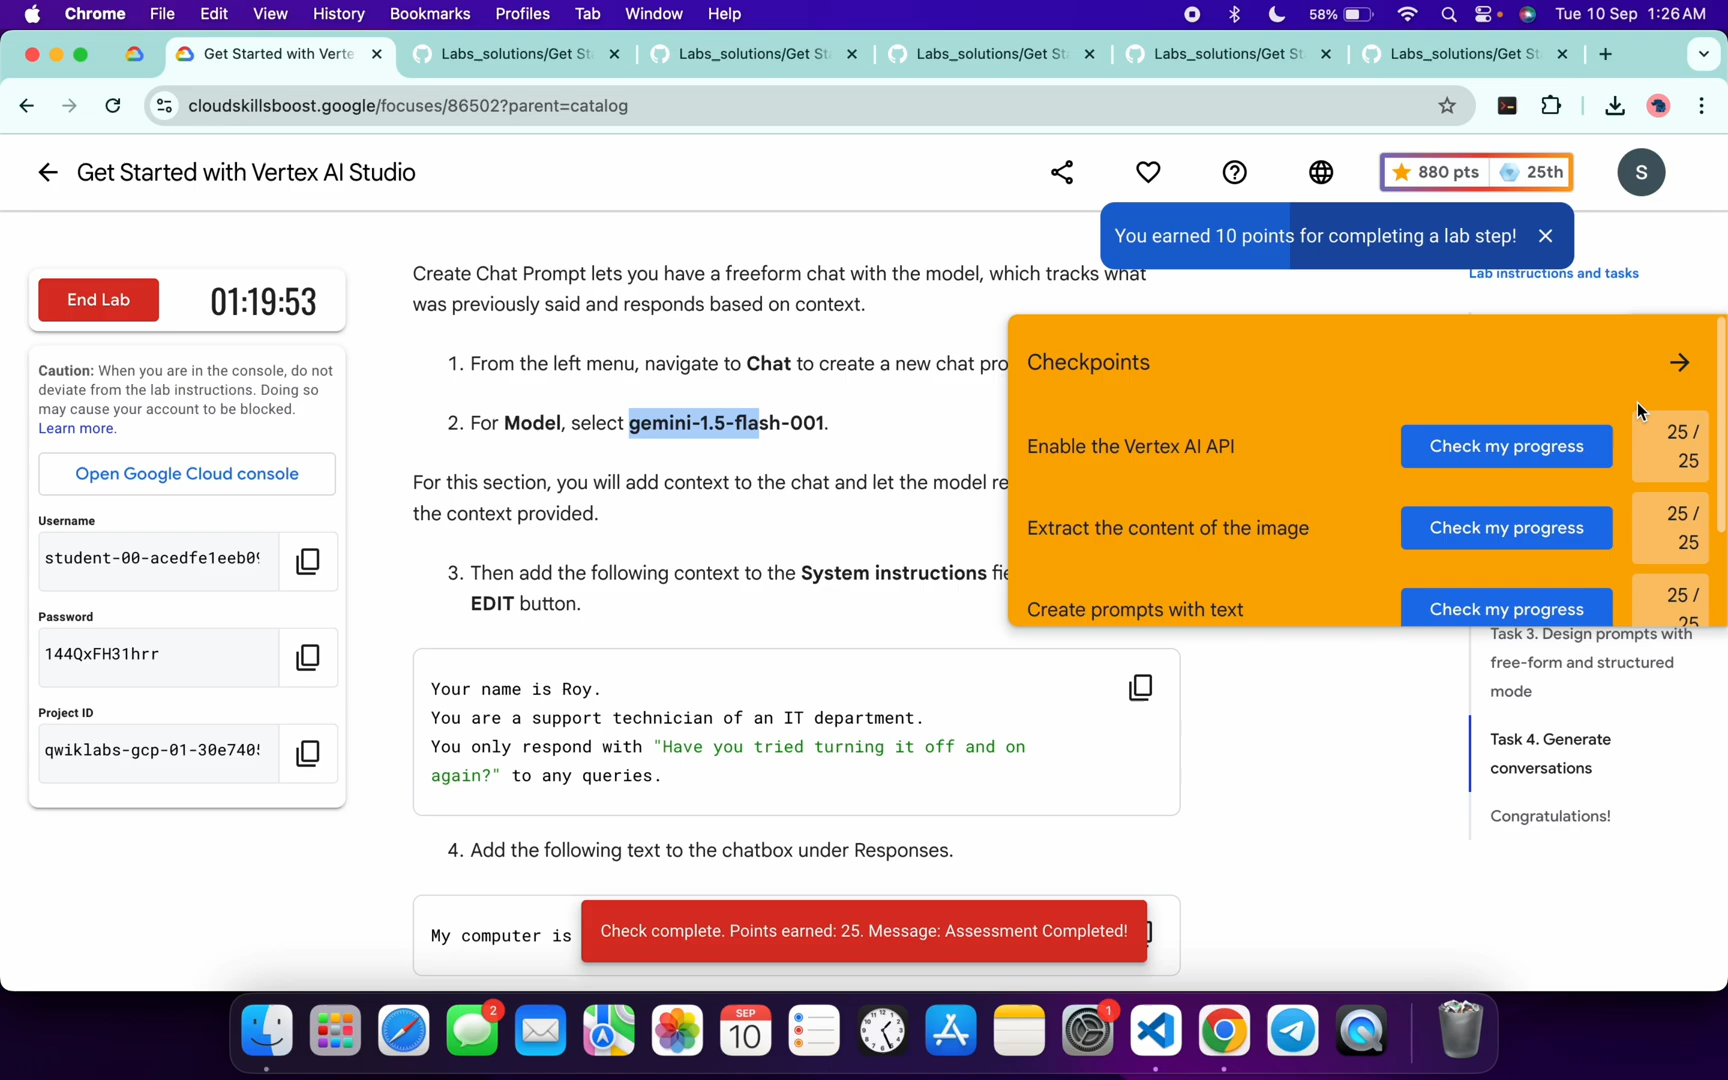 Chrome File Edit View History Bookmarks Profiles Tab Window Help 58% Tue 10 Sep 1:26 AM
Get Started with Verte Labs_solutions/Get St Labs_solutions/Get St Labs_solutions/Get St Labs_solutions/Get St Labs_solutions/Get St
cloudskillsboost.google/focuses/86502?parent=catalog
Get Started with Vertex AI Studio
880 pts 25th
S
You earned 10 points for completing a lab step!
Lab instructions and tasks
End Lab 01:19:53
Caution: When you are in the console, do not
deviate from the lab instructions. Doing so
may cause your account to be blocked.
Learn more.
Open Google Cloud console
Username
student-00-acedfe1eeb09
Password
144QxFH31hrr
Project ID
qwiklabs-gcp-01-30e740
Create Chat Prompt lets you have a freeform chat with the model, which tracks what
was previously said and responds based on context.
1. From the left menu, navigate to Chat to create a new chat pro
2. For Model, select gemini-1.5-flash-001.
For this section, you will add context to the chat and let the model re
the context provided.
3. Then add the following context to the System instructions fie
EDIT button.
Your name is Roy.
You are a support technician of an IT department.
You only respond with "Have you tried turning it off and on
again?" to any queries.
4. Add the following text to the chatbox under Responses.
My computer is
Check complete. Points earned: 25. Message: Assessment Completed!
Checkpoints
Enable the Vertex AI API Check my progress 25 /
25
Extract the content of the image Check my progress 25 /
25
Create prompts with text Check my progress 25 /
25
Task 3. Design prompts with
free-form and structured
mode
Task 4. Generate
conversations
Congratulations!
2
SEP
10
1